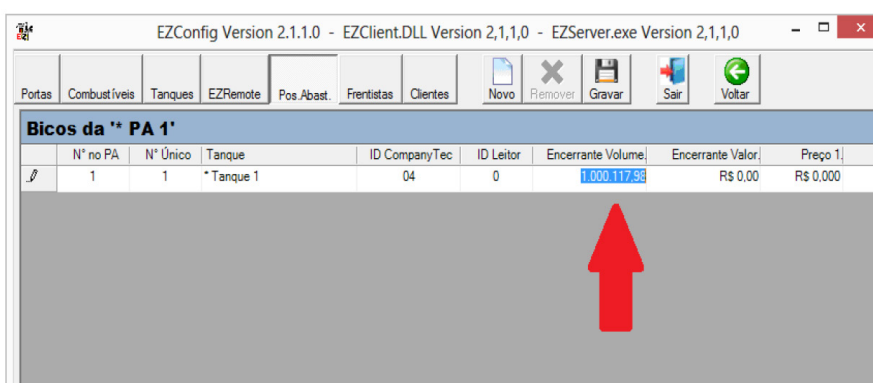 EZConfig Version 2.1.1.0 - EZClient.DLL Version 2,1,1,0 - EZServer.exe Version 2,1,1,0
Portas Combustíveis Tanques EZRemote Pos.Abast. Frentistas Clientes Novo Remover Gravar Sair Voltar
Bicos da '* PA 1'
N° no PA N° Único Tanque ID CompanyTec ID Leitor Encerrante Volume. Encerrante Valor. Preço 1.
1 1 * Tanque 1 04 0 1.000.117,98 R$ 0,00 R$ 0,000